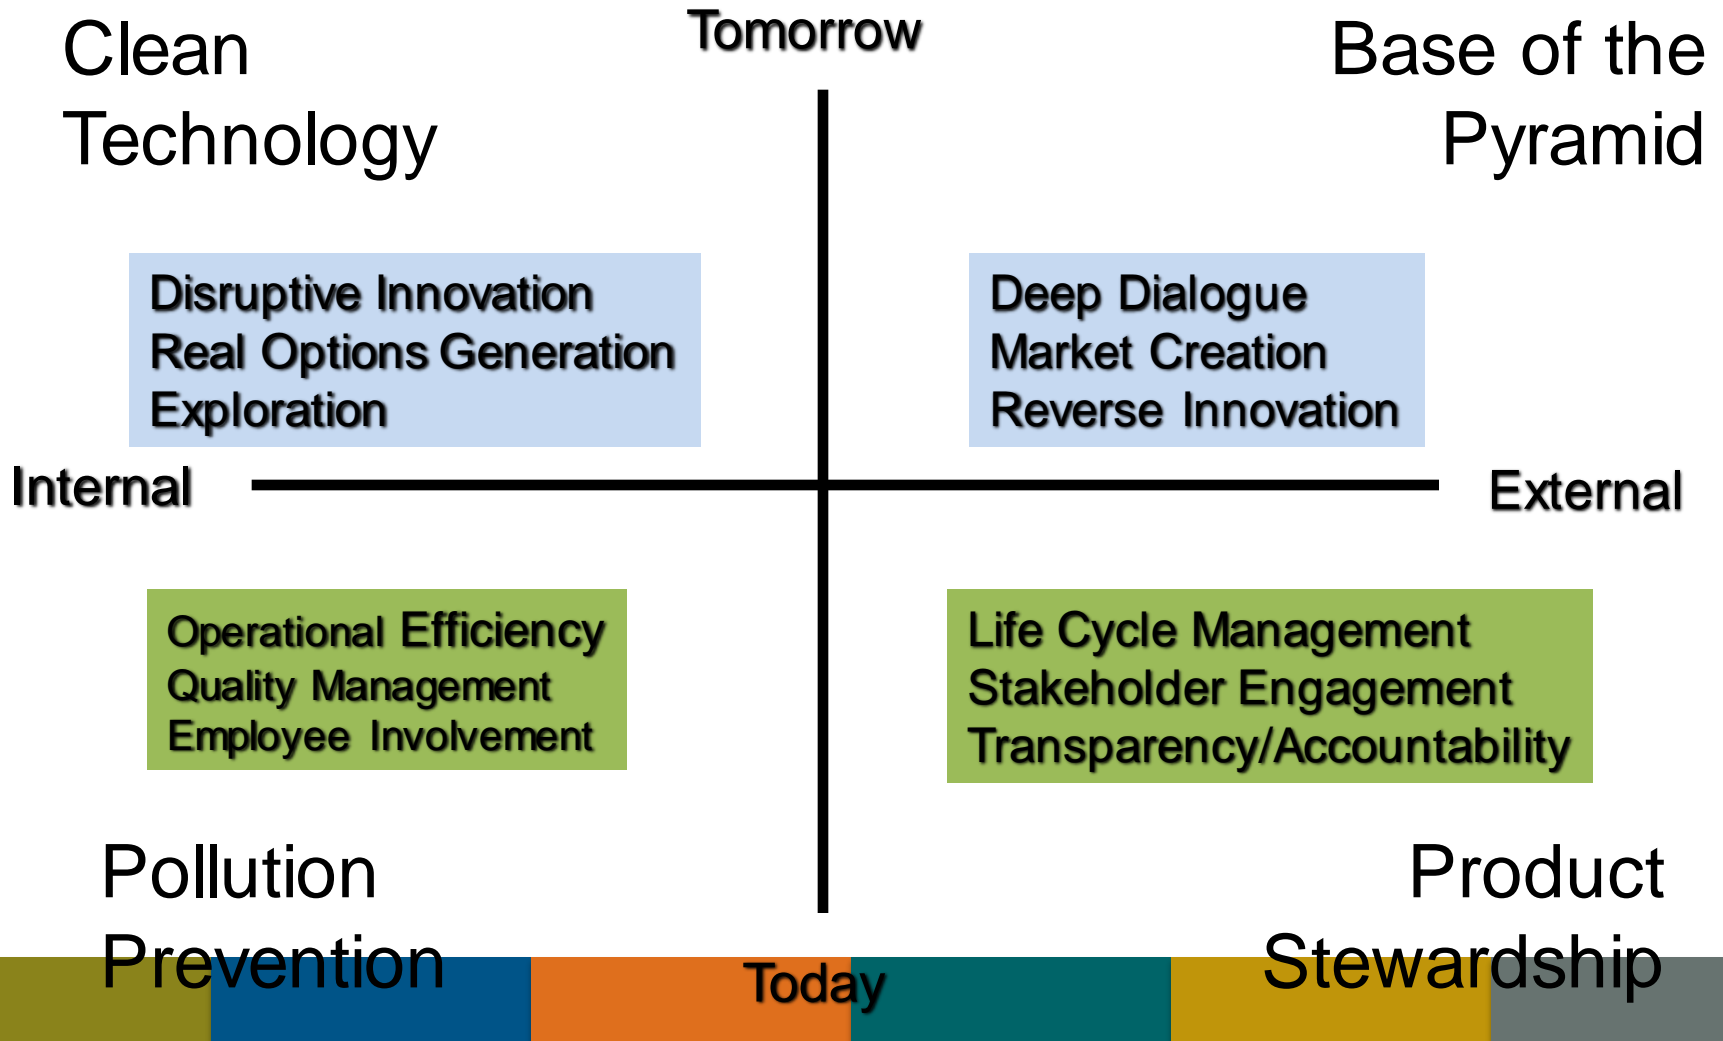 Clean
Technology
Tomorrow
Base of the
Pyramid
Disruptive Innovation
Real Options Generation
Exploration
Deep Dialogue
Market Creation
Reverse Innovation
Internal
External
Operational Efficiency
Quality Management
Employee Involvement
Life Cycle Management
Stakeholder Engagement
Transparency/Accountability
Pollution
Prevention
Today
Product
Stewardship